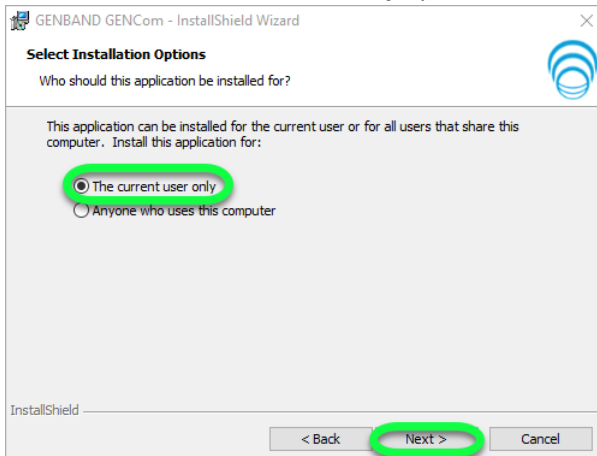 GENBAND GENCom - InstallShield Wizard
Select Installation Options
Who should this application be installed for?
This application can be installed for the current user or for all users that share this
computer. Install this application for:
The current user only
Anyone who uses this computer
InstallShield
< Back Next > Cancel